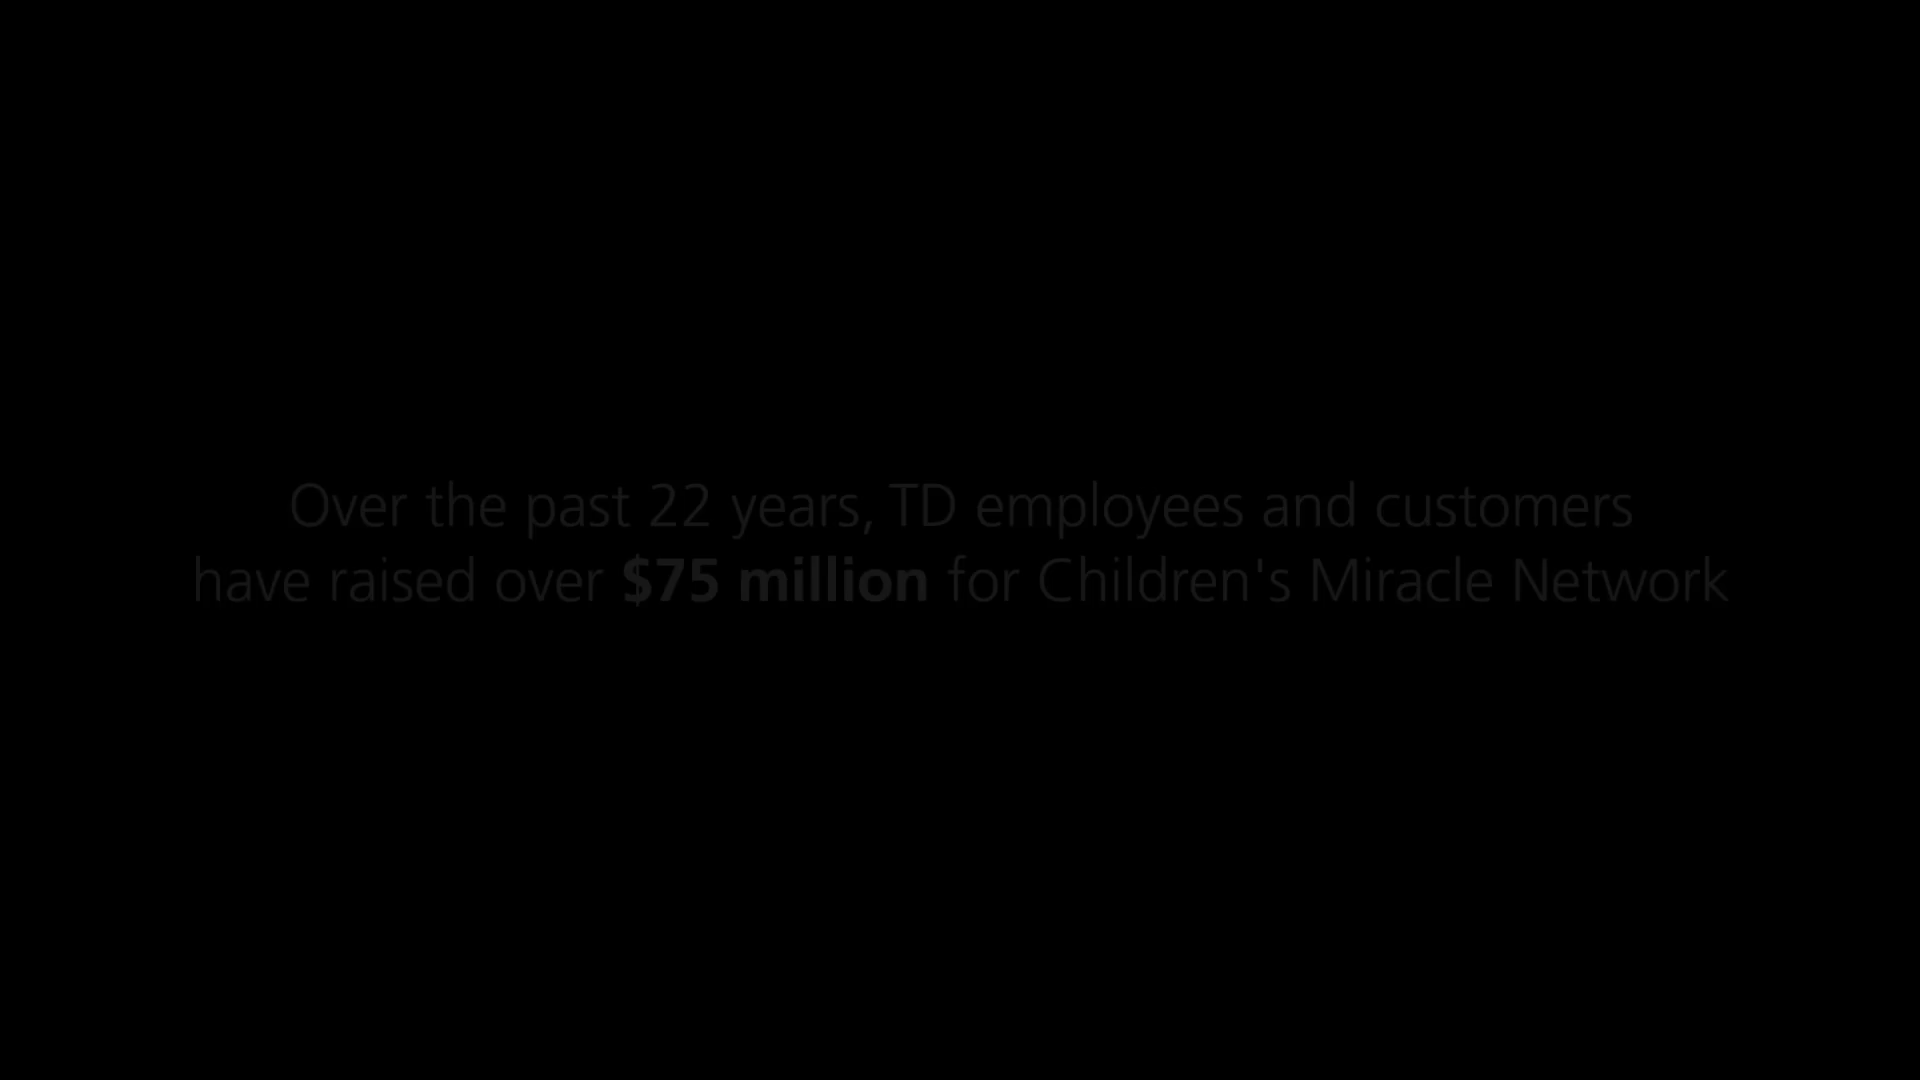 Over the past 22 years, TD employees and customers
have raised over $75 million for Children's Miracle Network